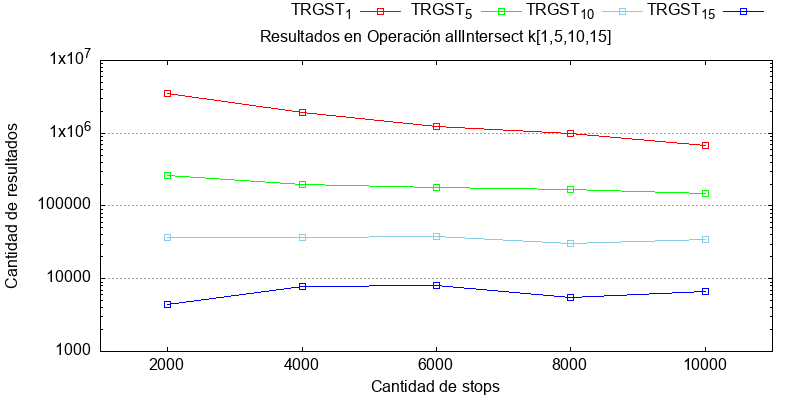 TRGST1 TRGST5 TRGST10 TRGST15
Resultados en Operación allIntersect k[1,5,10,15]
1x10^7
1x10^6
100000
10000
1000
Cantidad de resultados
2000 4000 6000 8000 10000
Cantidad de stops